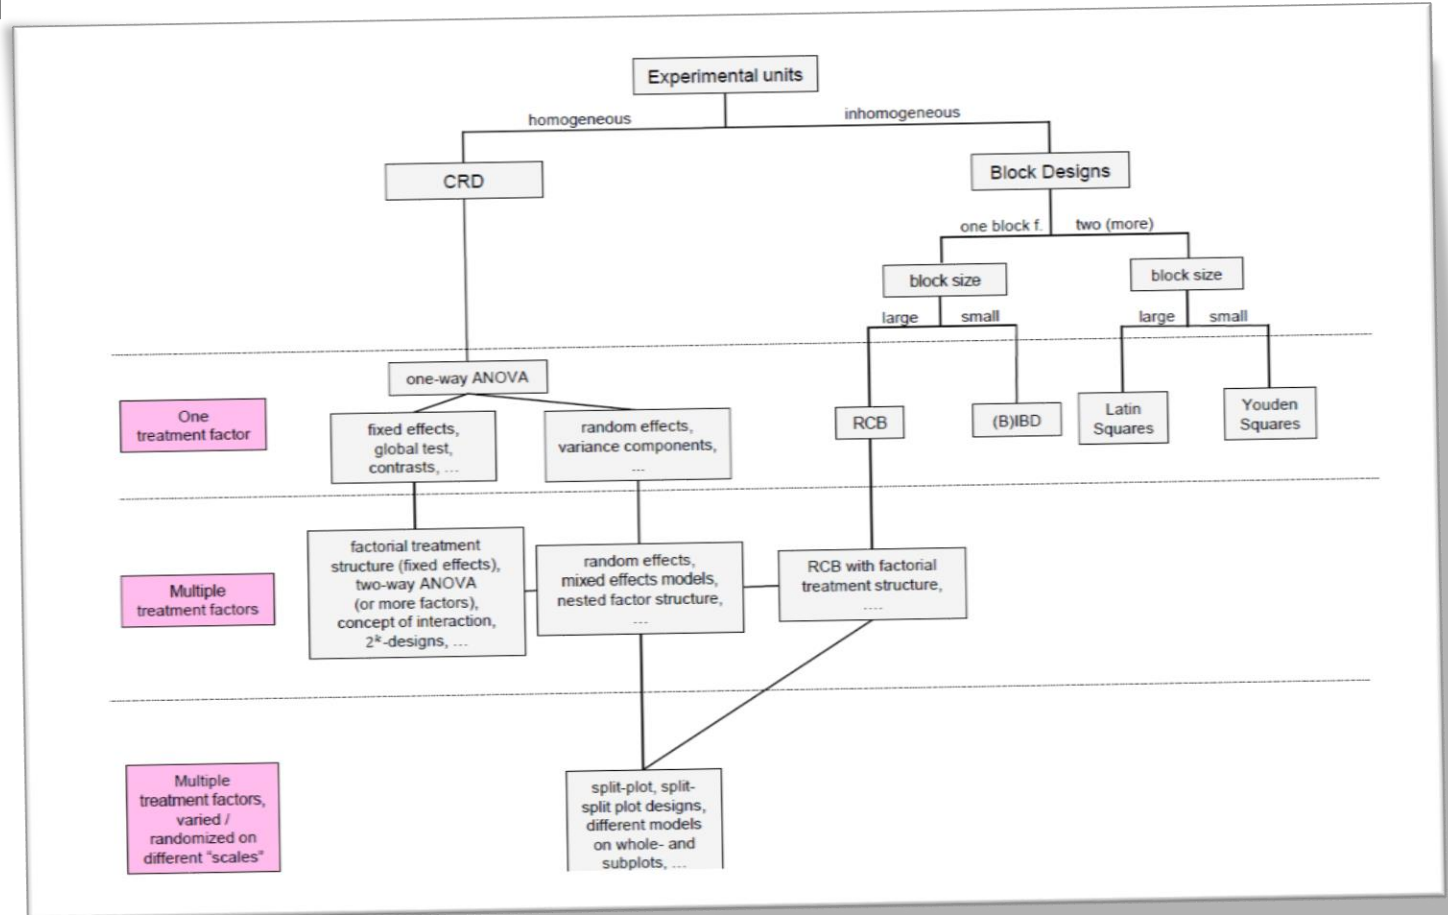 Experimental units
homogeneous
inhomogeneous
CRD
Block Designs
one block f.
two (more)
block size
block size
large
small
large
small
one-way ANOVA
One
treatment factor
fixed effects,
global test,
contrasts, ...
random effects,
variance components,
...
RCB
(B)IBD
Latin
Squares
Youden
Squares
Multiple
treatment factors
factorial treatment
structure (fixed effects),
two-way ANOVA
(or more factors),
concept of interaction,
2ᵏ-designs, ...
random effects,
mixed effects models,
nested factor structure,
...
RCB with factorial
treatment structure,
....
Multiple
treatment factors,
varied /
randomized on
different "scales"
split-plot, split-
split plot designs,
different models
on whole- and
subplots, ...